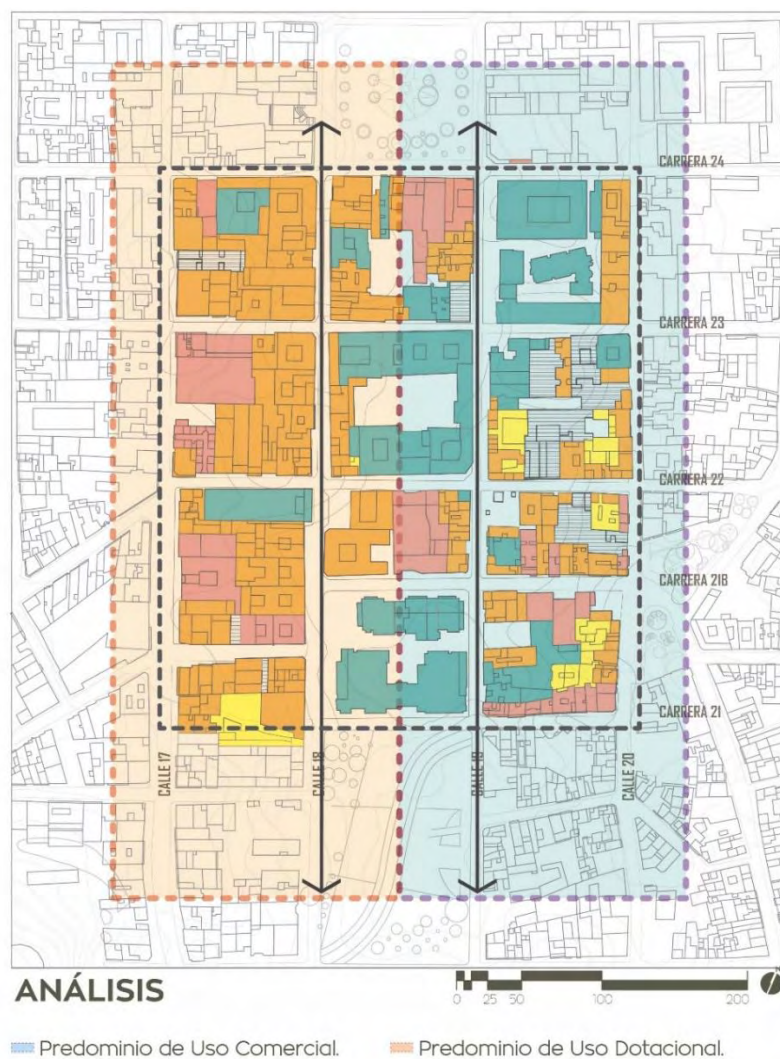 CARRERA 24
CARRERA 23
CARRERA 22
CARRERA 21B
CARRERA 21
CALLE 17
CALLE 18
CALLE 19
CALLE 20
ANÁLISIS
0 25 50 100 200
Predominio de Uso Comercial.
Predominio de Uso Dotacional.